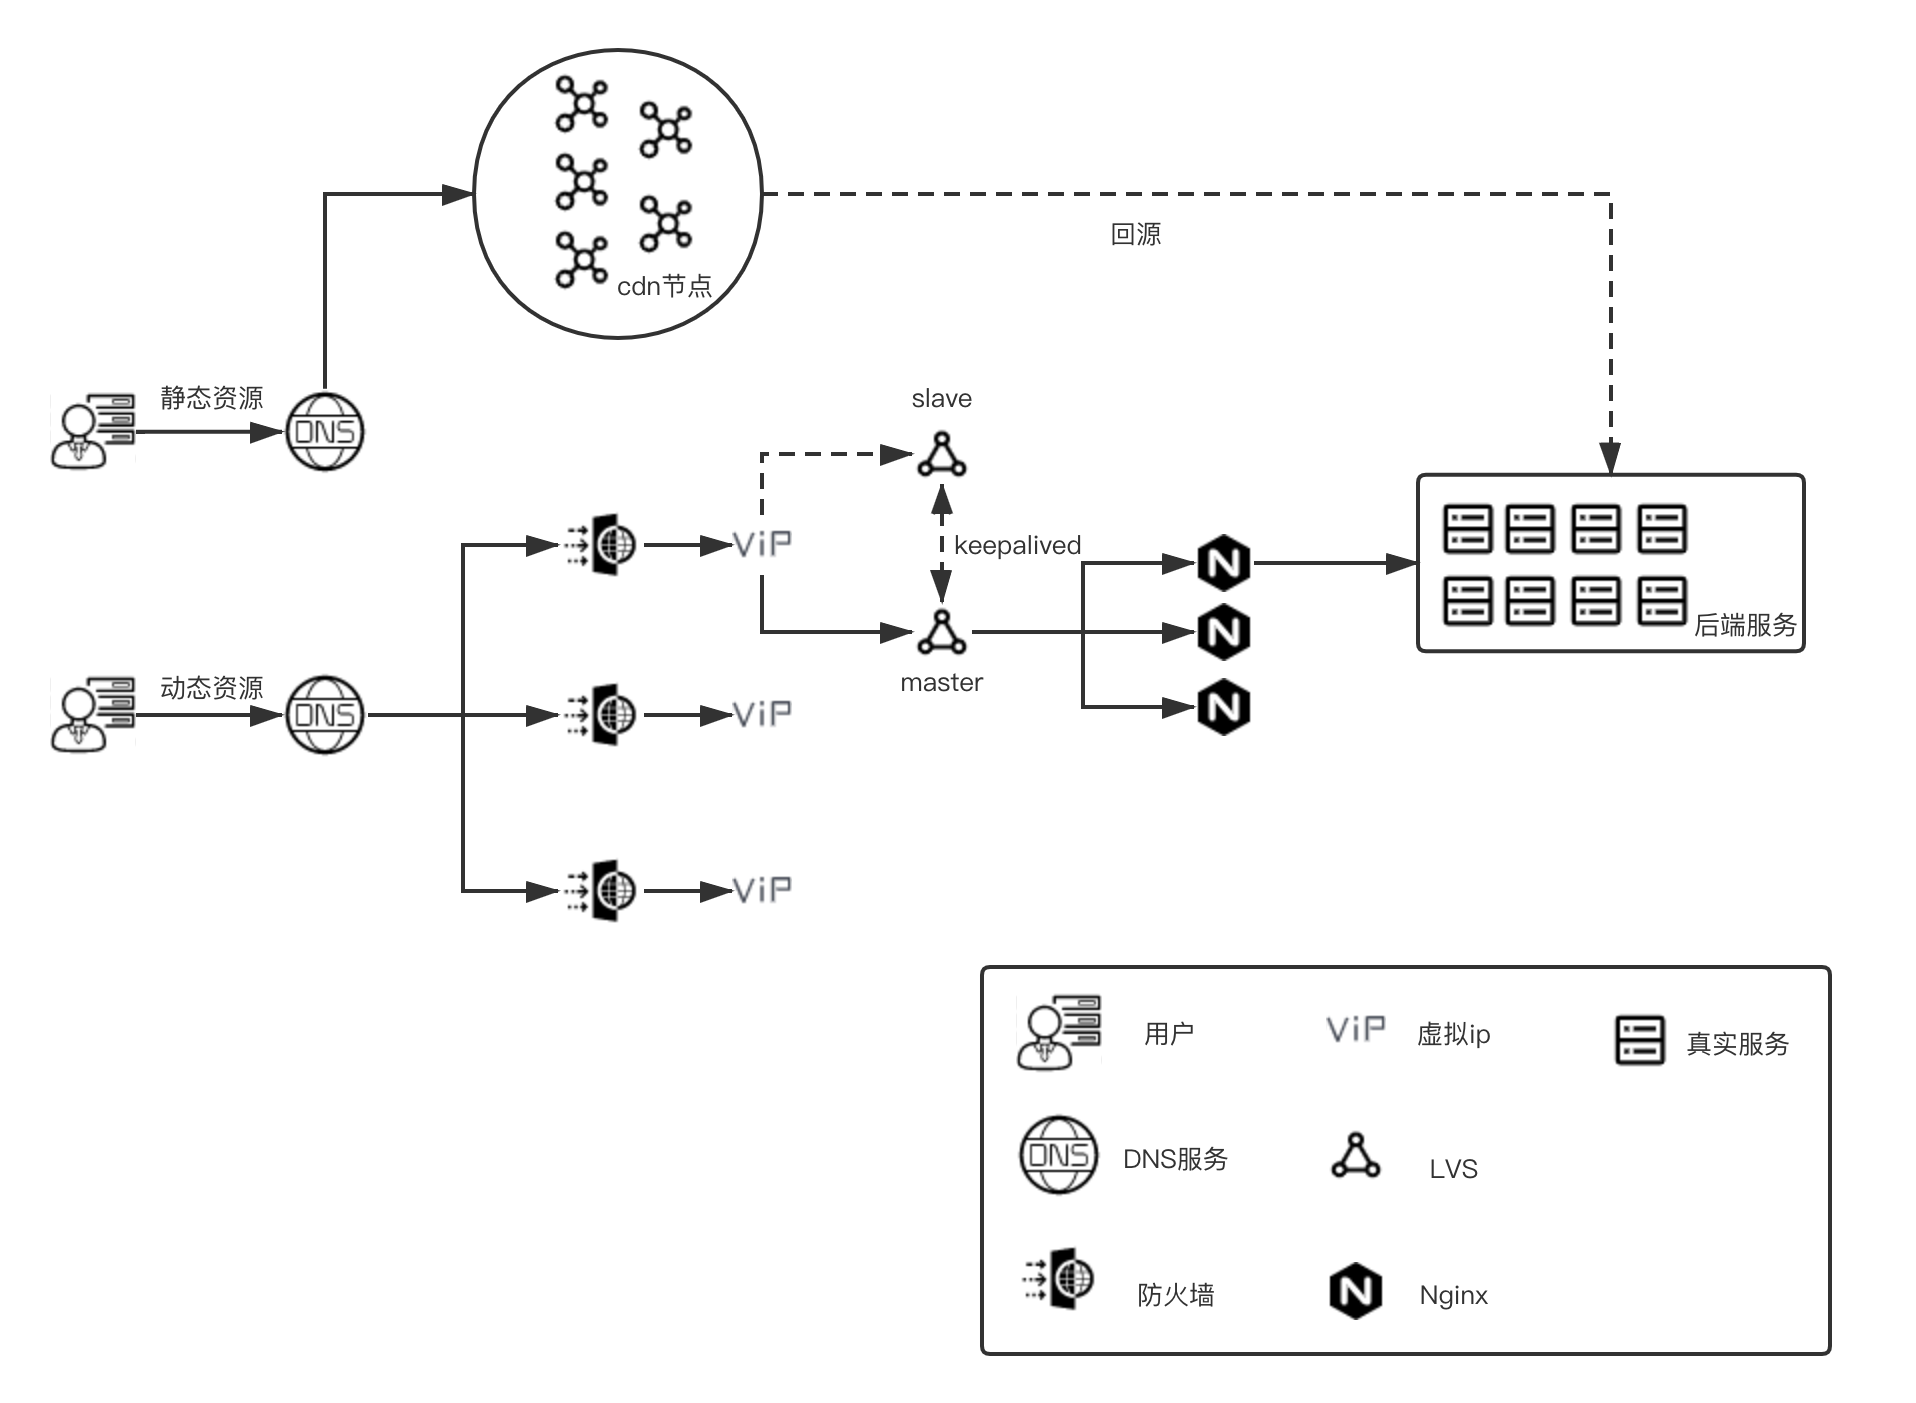 cdn节点
回源
静态资源
DNS
slave
ViP
keepalived
后端服务
master
动态资源
DNS
ViP
ViP
用户
ViP
虚拟ip
真实服务
DNS
DNS服务
LVS
防火墙
Nginx